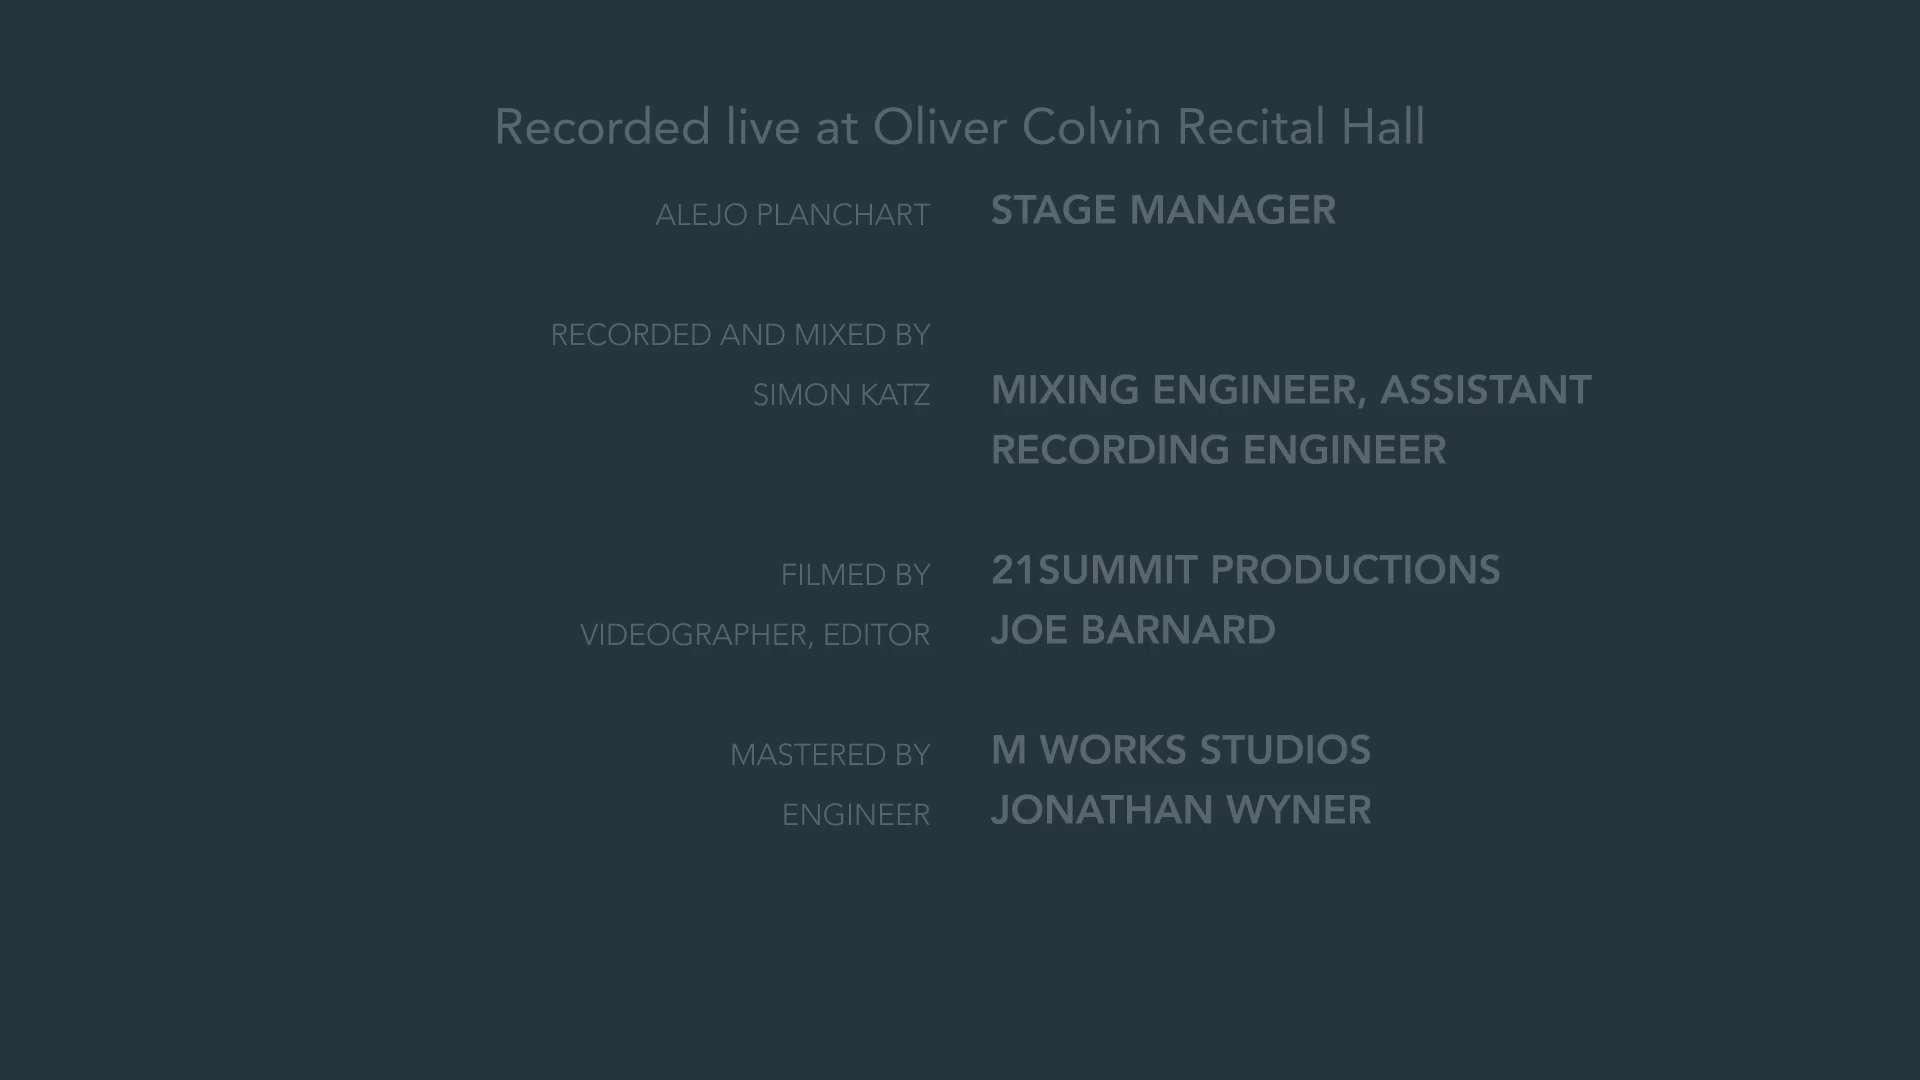 Recorded live at Oliver Colvin Recital Hall
ALEJO PLANCHART STAGE MANAGER
RECORDED AND MIXED BY
SIMON KATZ MIXING ENGINEER, ASSISTANT
RECORDING ENGINEER
FILMED BY 21SUMMIT PRODUCTIONS
VIDEOGRAPHER, EDITOR JOE BARNARD
MASTERED BY M WORKS STUDIOS
ENGINEER JONATHAN WYNER